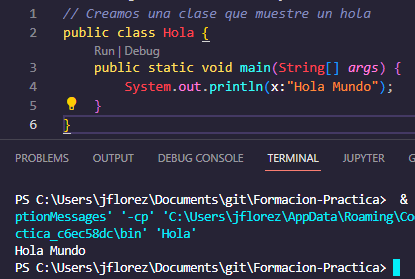 1 // Creamos una clase que muestre un hola
2 public class Hola {
Run | Debug
3 public static void main(String[] args) {
4 System.out.println(x:"Hola Mundo");
5 }
6 }
PROBLEMS OUTPUT DEBUG CONSOLE TERMINAL JUPYTER
PS C:\Users\jflorez\Documents\git\Formacion-Practica> &
ptionMessages' '-cp' 'C:\Users\jflorez\AppData\Roaming\Co
ctica_c6ec58dc\bin' 'Hola'
Hola Mundo
PS C:\Users\jflorez\Documents\git\Formacion-Practica>